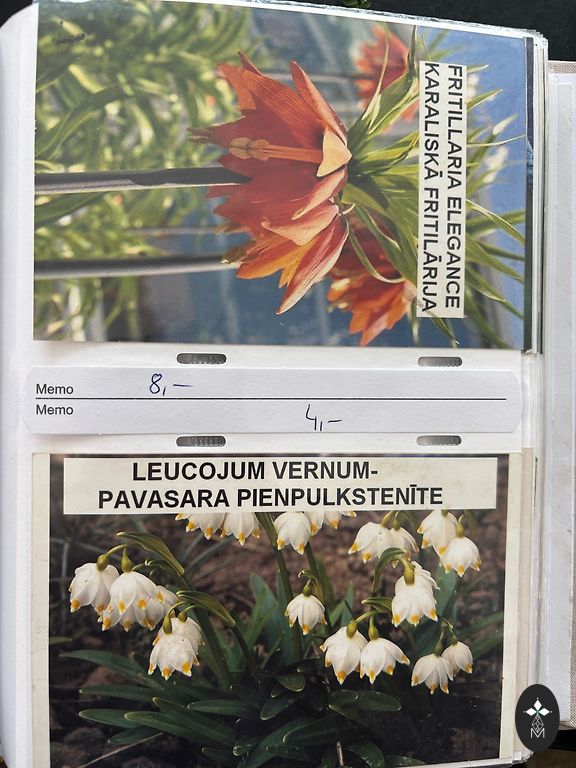 FRITILLARIA ELEGANCE
KARALISKĀ FRITILĀRIJA
Memo 8,–
Memo 4,–
LEUCOJUM VERNUM-
PAVASARA PIENPULKSTENĪTE